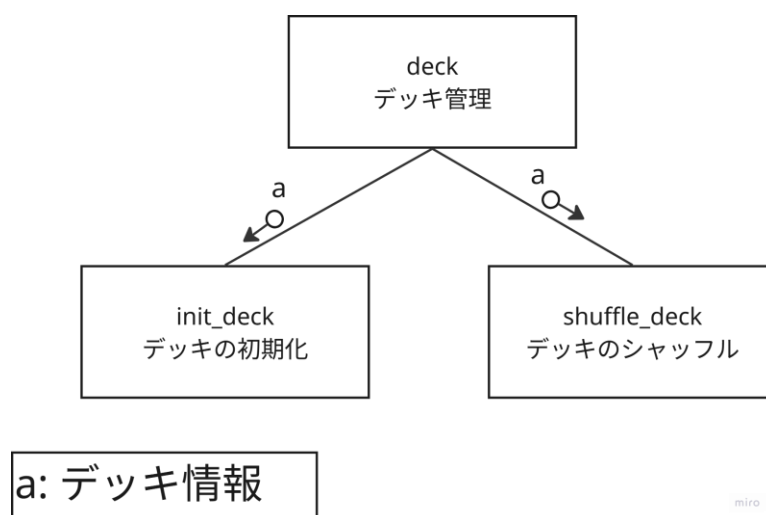 deck
デッキ管理
a
a
init_deck
デッキの初期化
shuffle_deck
デッキのシャッフル
a: デッキ情報
miro